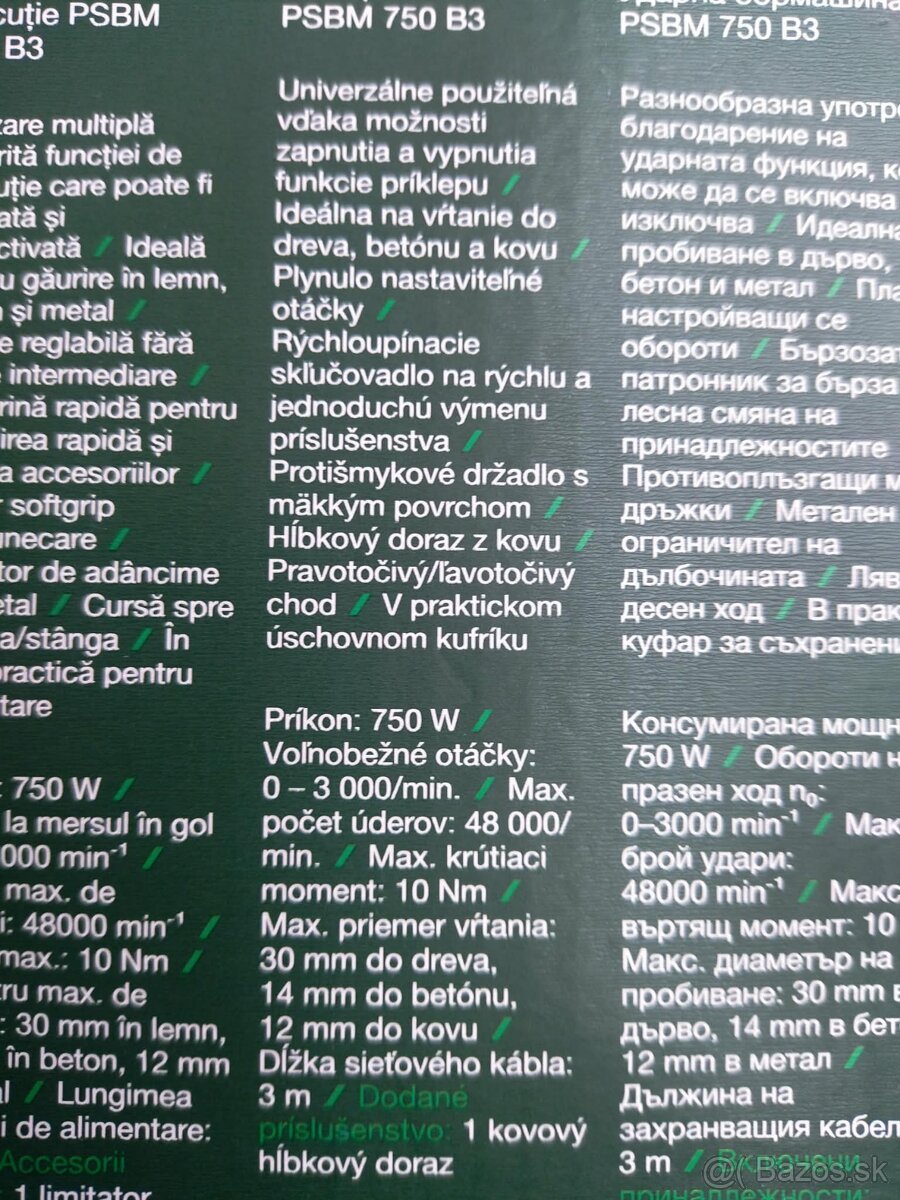 cuție PSBM
B3
zare multiplă
rită funcției de
uție care poate fi
ată și
ctivată / Ideală
u găurire în lemn,
n și metal /
e reglabilă fără
e intermediare /
rină rapidă pentru
irea rapidă și
a accesoriilor /
r softgrip
unecare /
tor de adâncime
etal / Cursă spre
a/stânga / În
practică pentru
tare
: 750 W /
la mersul în gol
000 min⁻¹ /
max. de
i: 48000 min⁻¹ /
max.: 10 Nm /
tru max. de
: 30 mm în lemn,
în beton, 12 mm
al / Lungimea
i de alimentare:
Accesorii
1 limitator
PSBM 750 B3
Univerzálne použiteľná
vďaka možnosti
zapnutia a vypnutia
funkcie príklepu /
Ideálna na vŕtanie do
dreva, betónu a kovu /
Plynulo nastaviteľné
otáčky /
Rýchloupínacie
skľučovadlo na rýchlu a
jednoduchú výmenu
príslušenstva /
Protišmykové držadlo s
mäkkým povrchom /
Hĺbkový doraz z kovu /
Pravotočivý/ľavotočivý
chod / V praktickom
úschovnom kufríku
Príkon: 750 W /
Voľnobežné otáčky:
0 – 3 000/min. / Max.
počet úderov: 48 000/
min. / Max. krútiaci
moment: 10 Nm /
Max. priemer vŕtania:
30 mm do dreva,
14 mm do betónu,
12 mm do kovu /
Dĺžka sieťového kábla:
3 m / Dodané
príslušenstvo: 1 kovový
hĺbkový doraz
Ударна бормашина
PSBM 750 B3
Разнообразна употре
благодарение на
ударната функция, к
може да се включва
изключва / Идеална
пробиване в дърво,
бетон и метал / Пла
настройващи се
обороти / Бързозат
патронник за бърза
лесна смяна на
принадлежностите
Противоплъзгащи м
дръжки / Метален
ограничител на
дълбочината / Ляв
десен ход / В прак
куфар за съхранени
Консумирана мощн
750 W / Обороти н
празен ход n₀:
0–3000 min⁻¹ / Мак
брой удари:
48000 min⁻¹ / Макс
въртящ момент: 10
Макс. диаметър на
пробиване: 30 mm в
дърво, 14 mm в бет
12 mm в метал /
Дължина на
захранващия кабел
3 m / Включени
принадлежности:
@ Bazos.sk